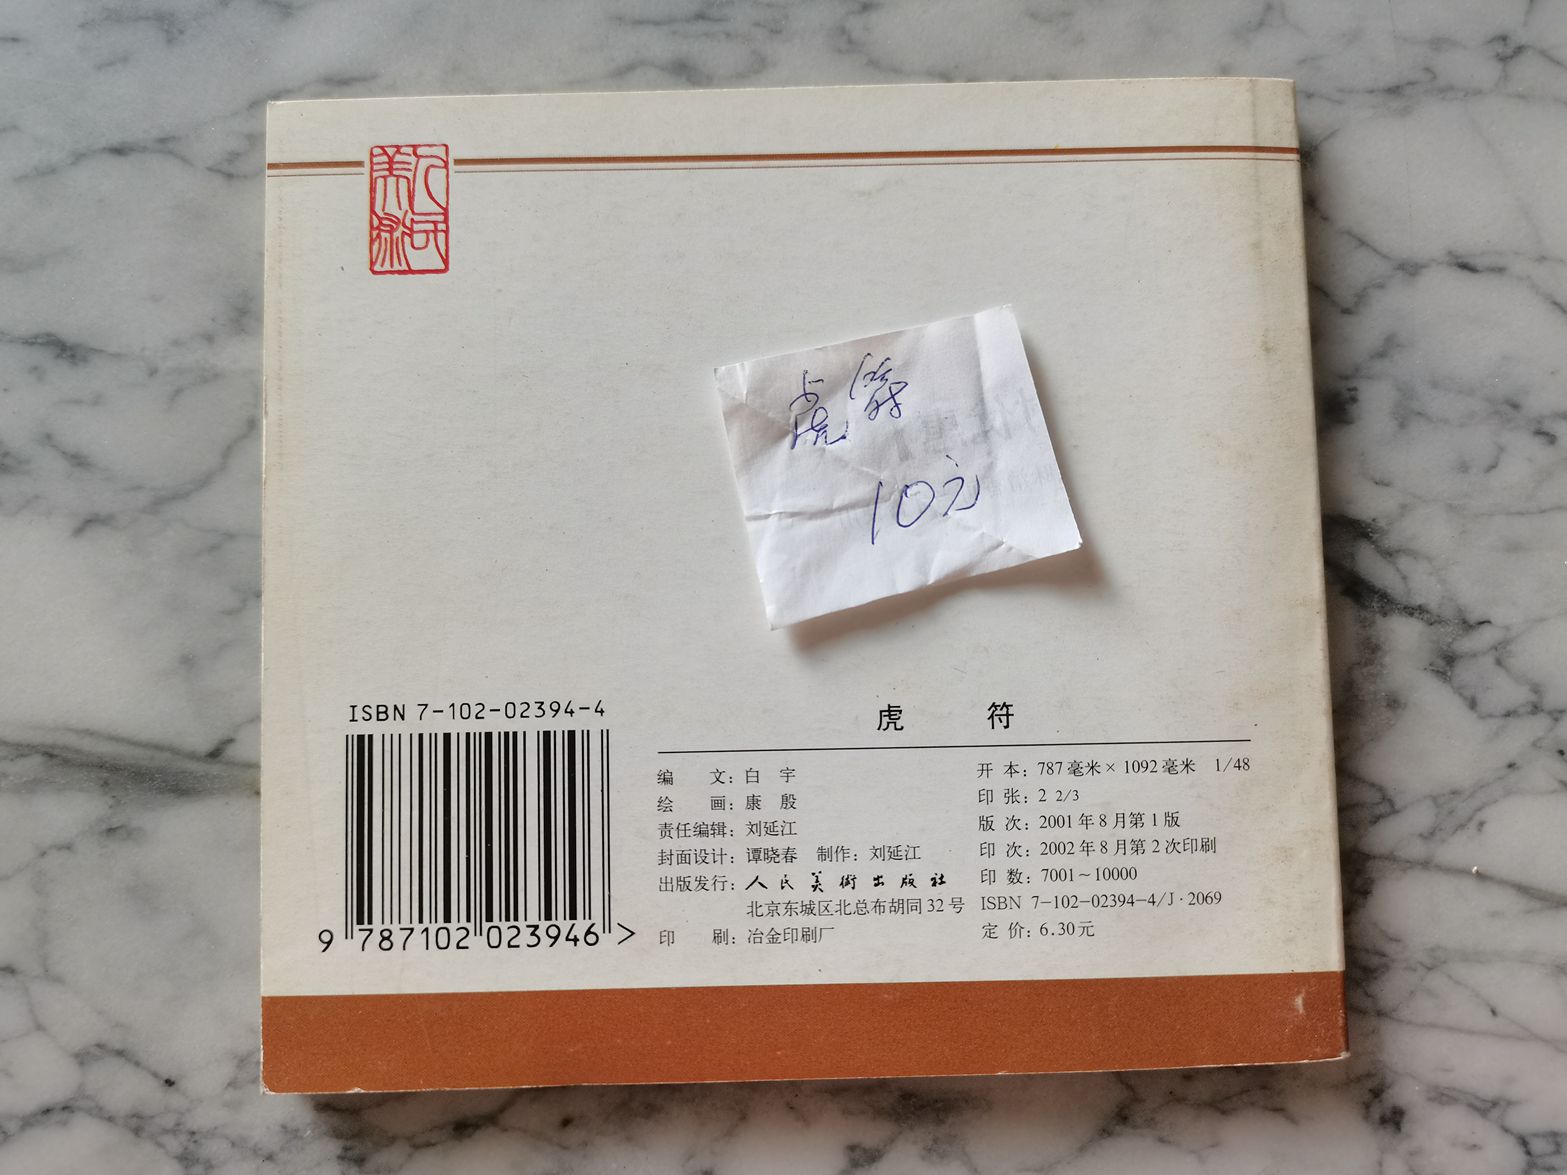 人民
美術
虎符
10元
ISBN 7-102-02394-4
9 787102 023946 >
虎 符
编 文：白 宇
绘 画：康 殷
责任编辑：刘延江
封面设计：谭晓春 制作：刘延江
出版发行：人民美術出版社
北京东城区北总布胡同32号
印 刷：冶金印刷厂
开 本：787毫米×1092毫米 1/48
印 张：2 2/3
版 次：2001年8月第1版
印 次：2002年8月第2次印刷
印 数：7001~10000
ISBN 7-102-02394-4/J·2069
定 价：6.30元